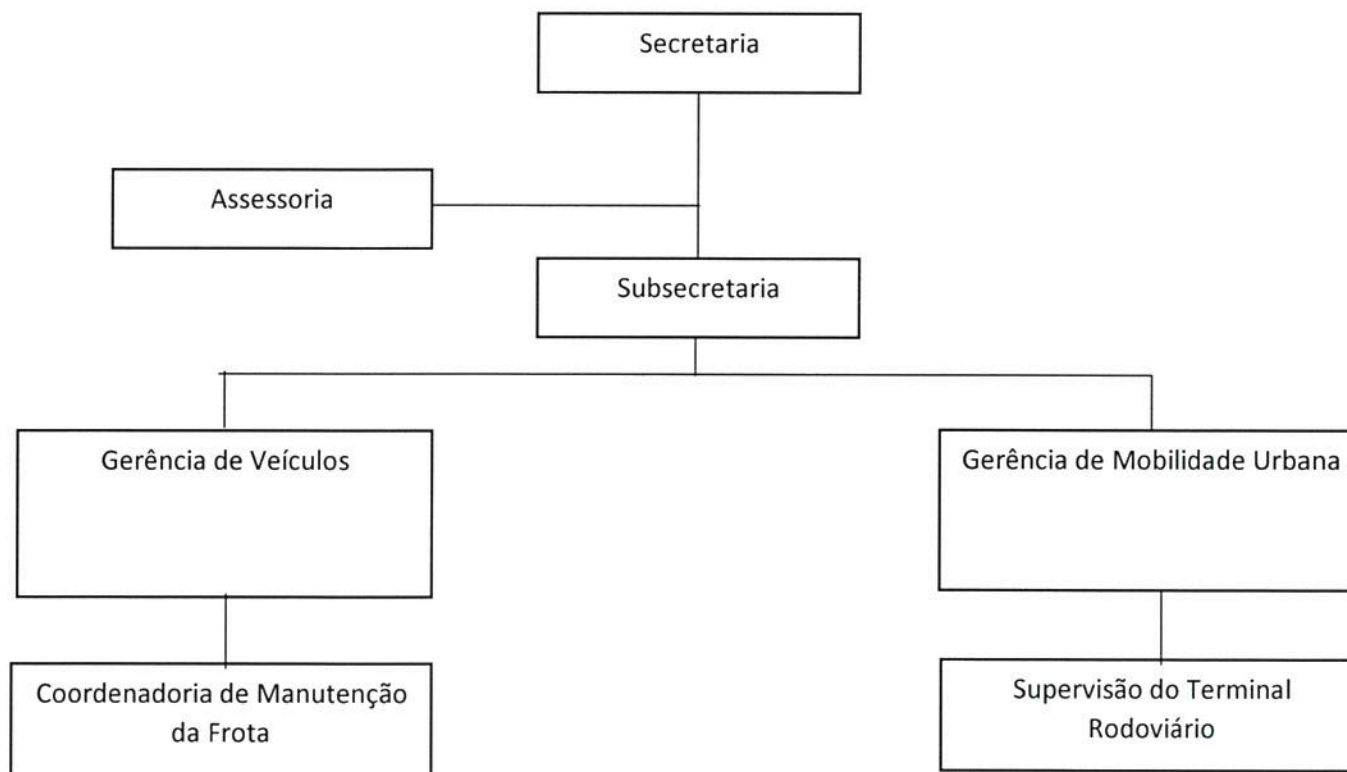 Secretaria
Assessoria
Subsecretaria
Gerência de Veículos
Gerência de Mobilidade Urbana
Coordenadoria de Manutenção
da Frota
Supervisão do Terminal
Rodoviário